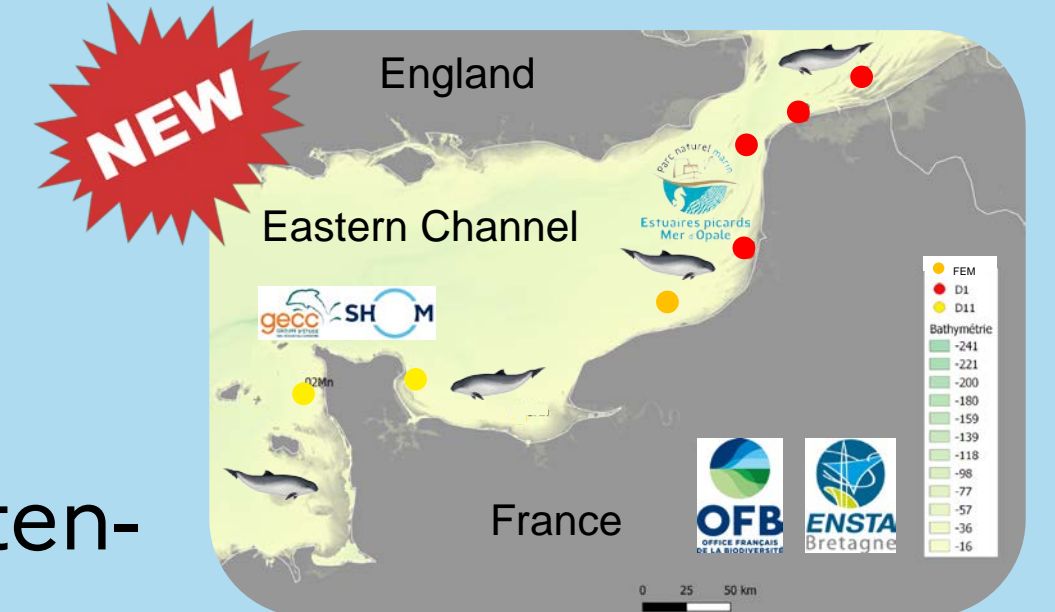 NEW
England
Parc naturel marin
Estuaires picards
Mer d'Opale
Eastern Channel
gecc
SHOM
02Mn
FEM
D1
D11
Bathymétrie
-241
-221
-200
-180
-159
-139
-118
-98
-77
-57
-36
-16
ten-
France
OFB
OFFICE FRANÇAIS
DE LA BIODIVERSITÉ
ENSTA
Bretagne
0 25 50 km